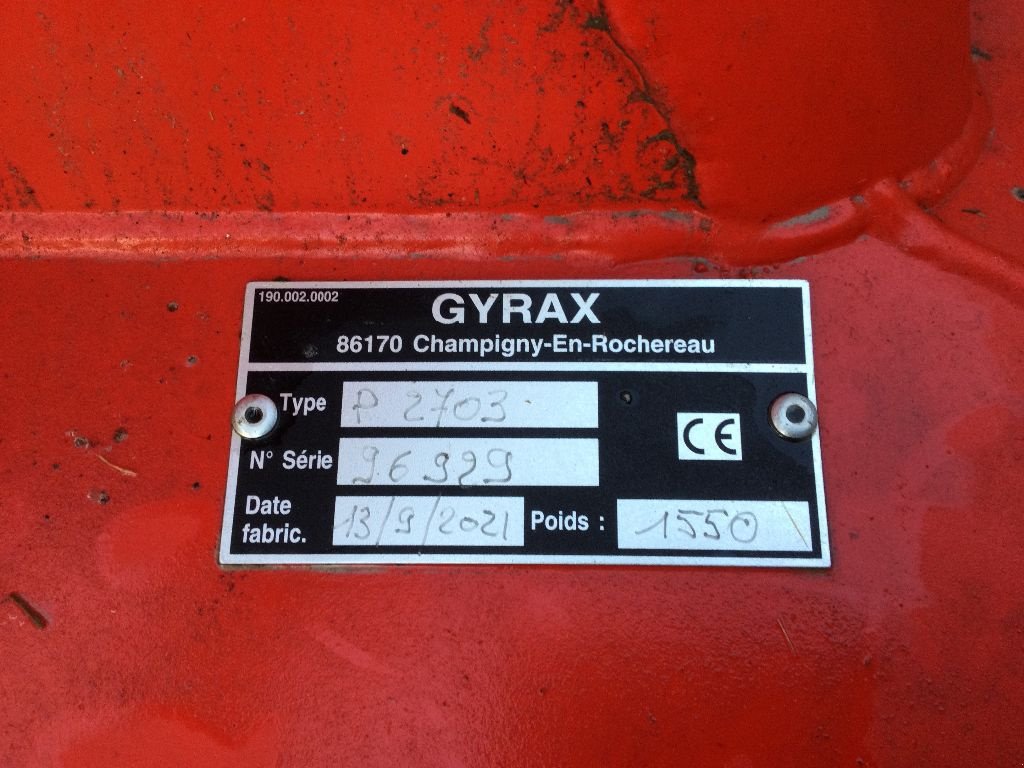 190.002.0002
GYRAX
86170 Champigny-En-Rochereau
Type P 2703
N° Série 96929
CE
Date fabric. 13/9/2021 Poids : 1550